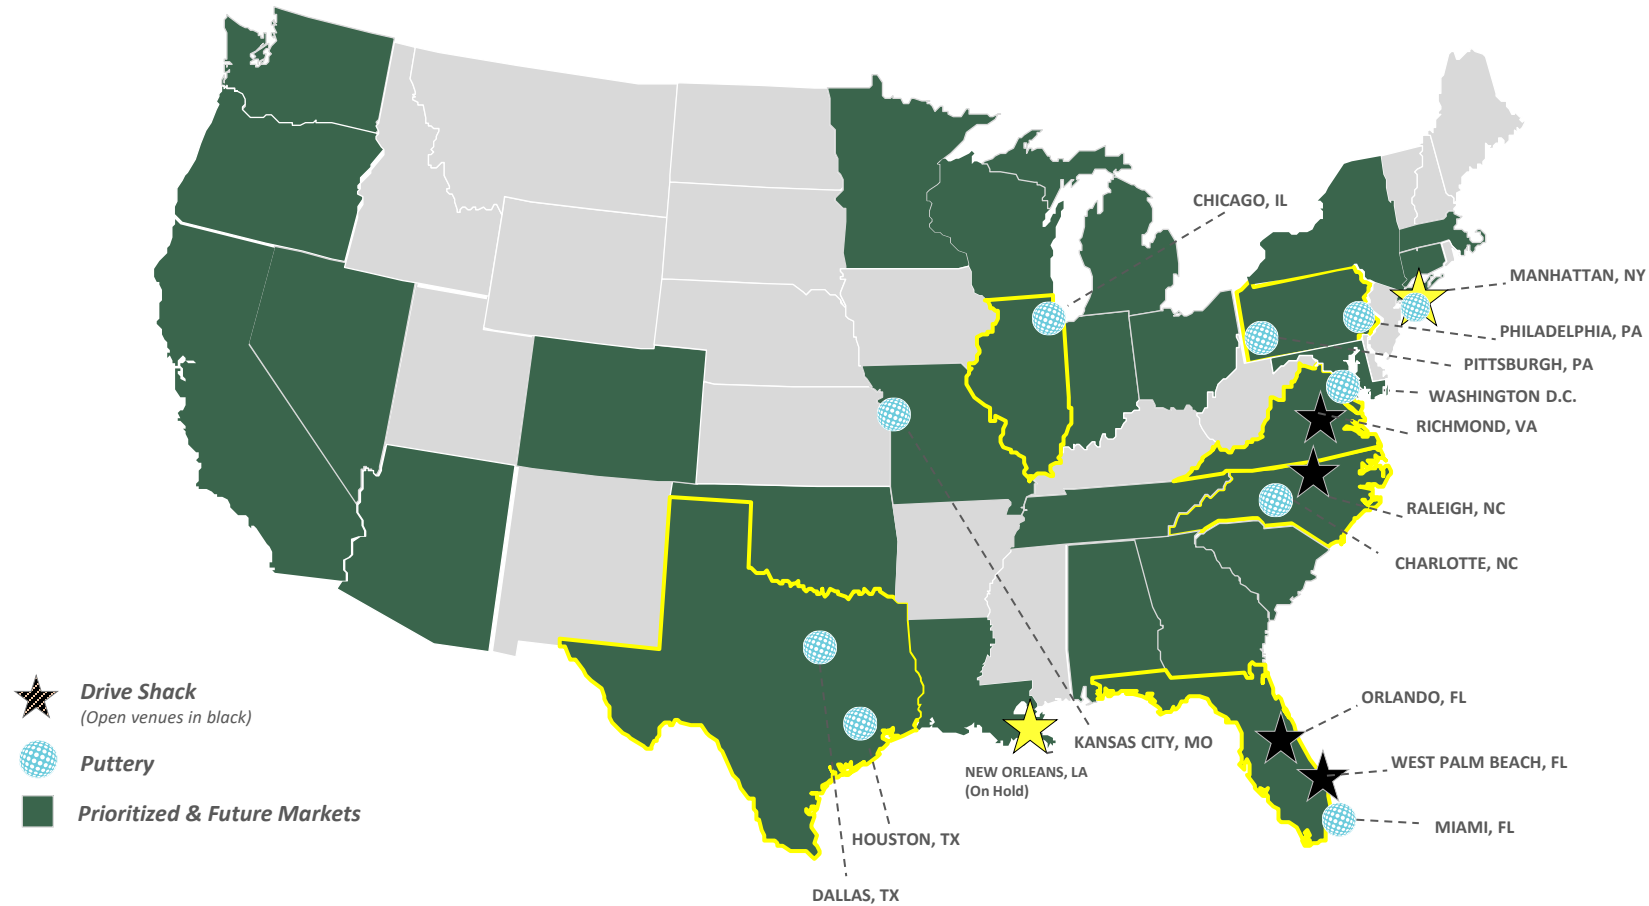 CHICAGO, IL
MANHATTAN, NY
PHILADELPHIA, PA
PITTSBURGH, PA
WASHINGTON D.C.
RICHMOND, VA
RALEIGH, NC
CHARLOTTE, NC
ORLANDO, FL
WEST PALM BEACH, FL
MIAMI, FL
KANSAS CITY, MO
NEW ORLEANS, LA
(On Hold)
HOUSTON, TX
DALLAS, TX
Drive Shack
(Open venues in black)
Puttery
Prioritized & Future Markets